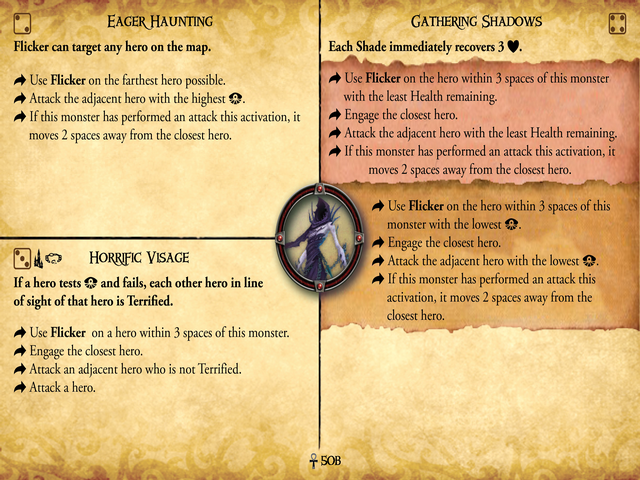 EAGER HAUNTING
Flicker can target any hero on the map.
Use Flicker on the farthest hero possible.
Attack the adjacent hero with the highest .
If this monster has performed an attack this activation, it
moves 2 spaces away from the closest hero.
HORRIFIC VISAGE
If a hero tests and fails, each other hero in line
of sight of that hero is Terrified.
Use Flicker on a hero within 3 spaces of this monster.
Engage the closest hero.
Attack an adjacent hero who is not Terrified.
Attack a hero.
GATHERING SHADOWS
Each Shade immediately recovers 3 ♥.
Use Flicker on the hero within 3 spaces of this monster
with the least Health remaining.
Engage the closest hero.
Attack the adjacent hero with the least Health remaining.
If this monster has performed an attack this activation, it
moves 2 spaces away from the closest hero.
Use Flicker on the hero within 3 spaces of this
monster with the lowest .
Engage the closest hero.
Attack the adjacent hero with the lowest .
If this monster has performed an attack this
activation, it moves 2 spaces away from the
closest hero.
50B